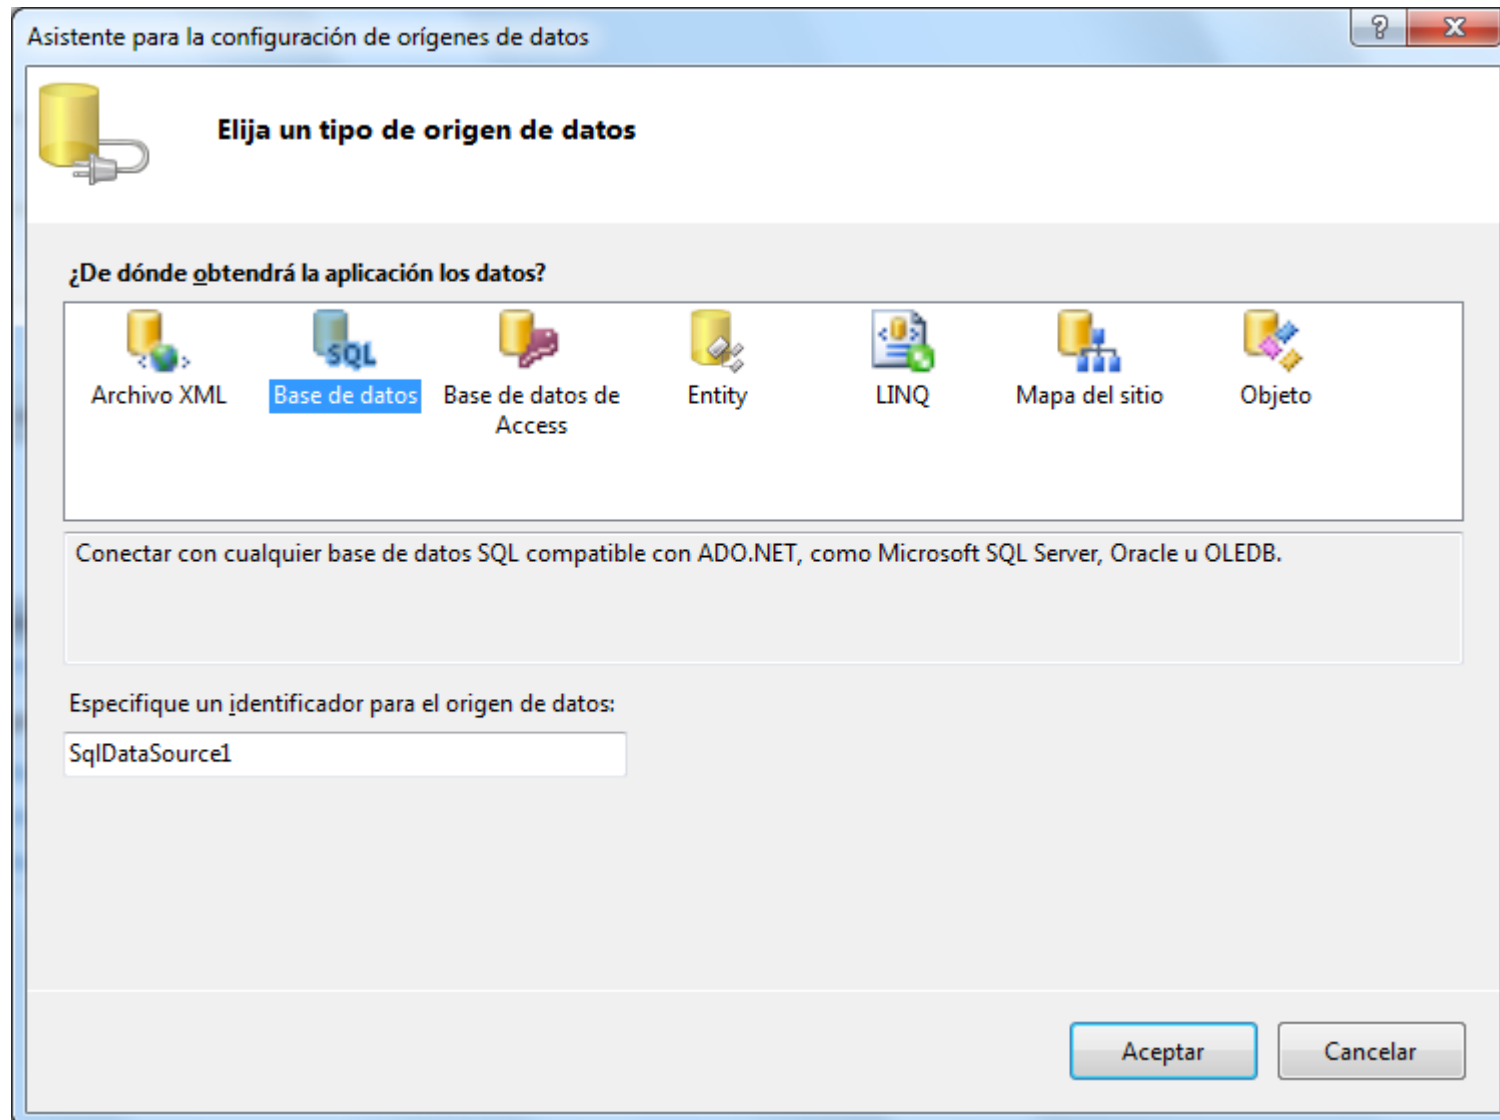 Asistente para la configuración de orígenes de datos
Elija un tipo de origen de datos
¿De dónde obtendrá la aplicación los datos?
SQL
Archivo XML
Base de datos
Base de datos de
Access
Entity
LINQ
Mapa del sitio
Objeto
Conectar con cualquier base de datos SQL compatible con ADO.NET, como Microsoft SQL Server, Oracle u OLEDB.
Especifique un identificador para el origen de datos:
SqlDataSource1
Aceptar
Cancelar